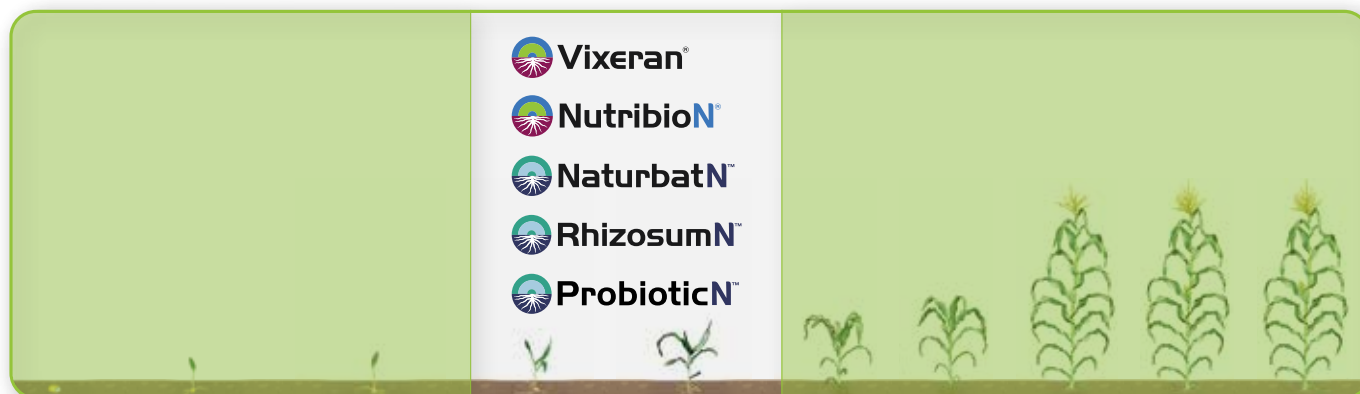 Vixeran®
NutribioN®
NaturbatN™
RhizosumN™
ProbioticN™